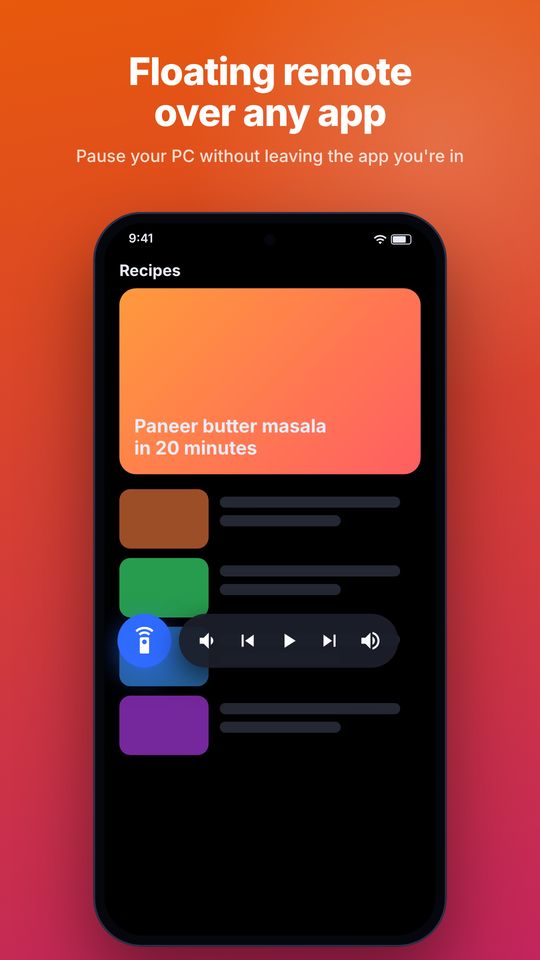 Floating remote
over any app
Pause your PC without leaving the app you're in
9:41
Recipes
Paneer butter masala
in 20 minutes